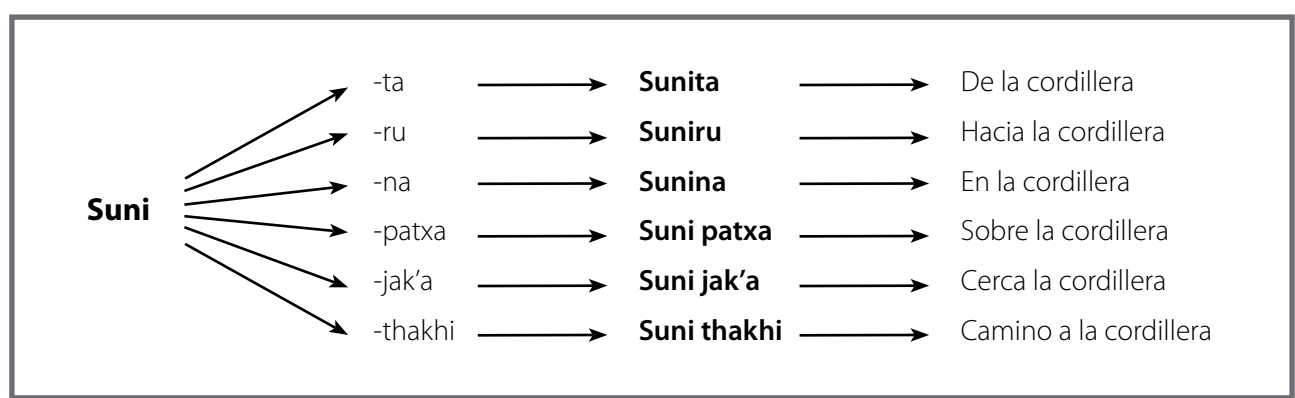 -ta Sunita De la cordillera
-ru Suniru Hacia la cordillera
-na Sunina En la cordillera
Suni
-patxa Suni patxa Sobre la cordillera
-jak’a Suni jak’a Cerca la cordillera
-thakhi Suni thakhi Camino a la cordillera